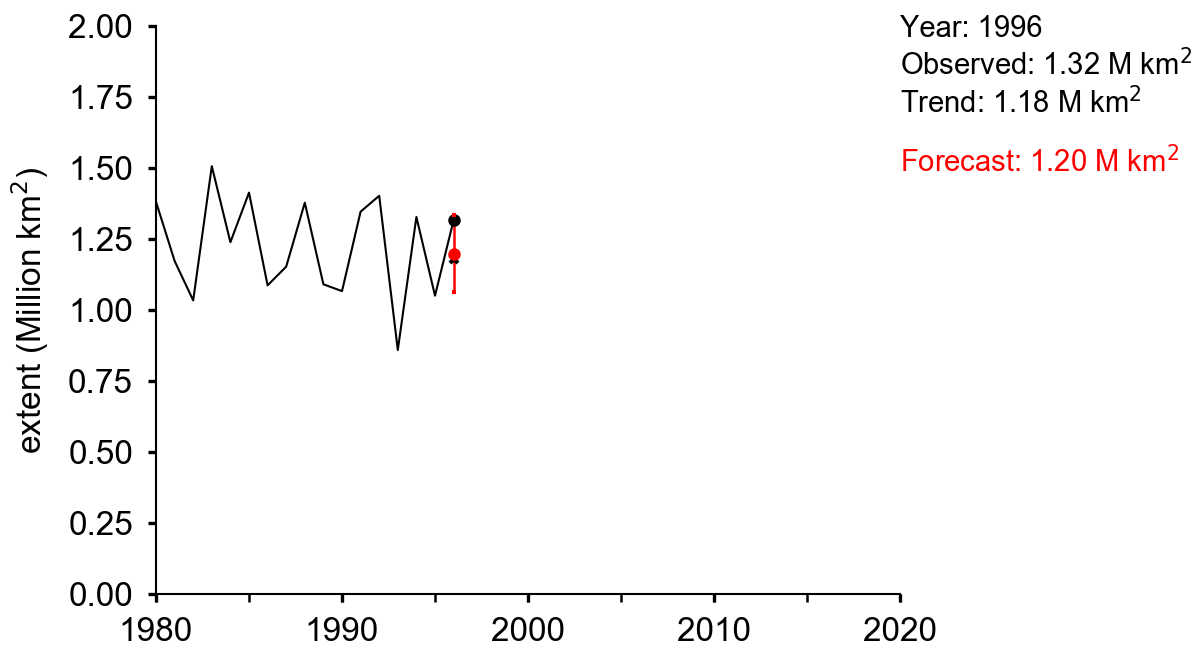 2.00
1.75
1.50
1.25
1.00
0.75
0.50
0.25
0.00
extent (Million km²)
1980
1990
2000
2010
2020
Year: 1996
Observed: 1.32 M km²
Trend: 1.18 M km²
Forecast: 1.20 M km²